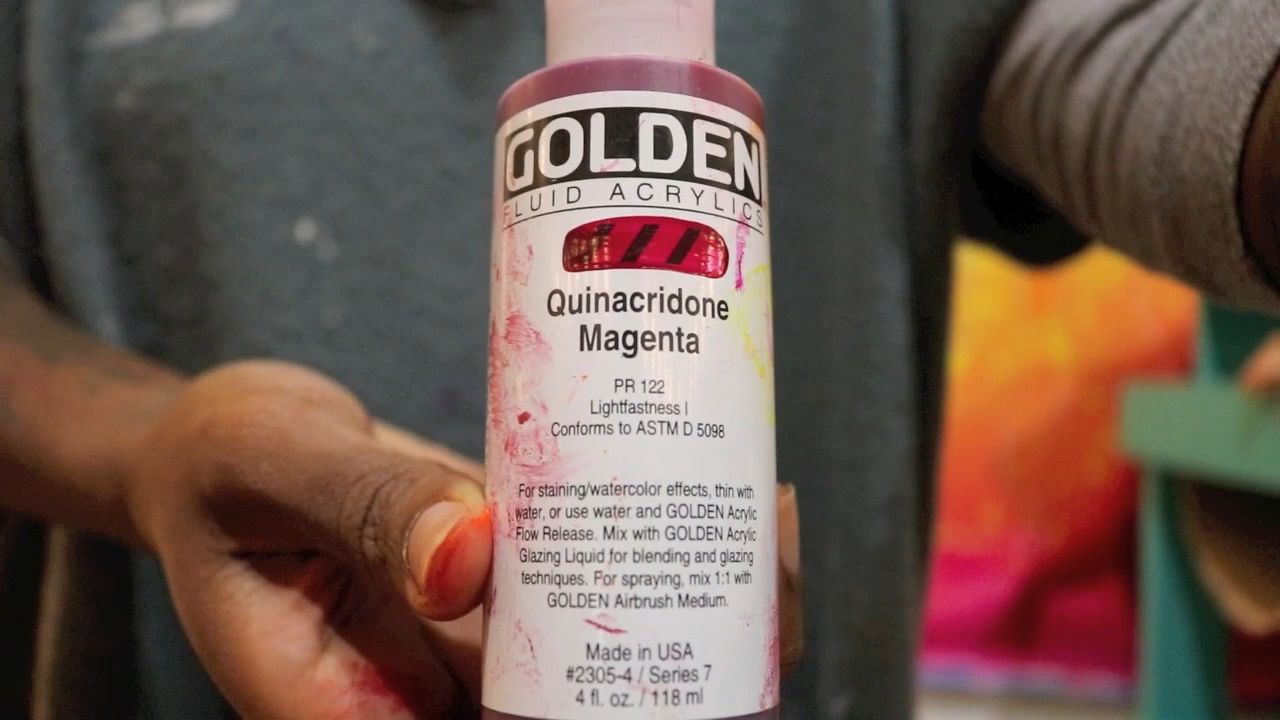 GOLDEN
FLUID ACRYLICS
Quinacridone
Magenta
PR 122
Lightfastness I
Conforms to ASTM D 5098
For staining/watercolor effects, thin with
water, or use water and GOLDEN Acrylic
Flow Release. Mix with GOLDEN Acrylic
Glazing Liquid for blending and glazing
techniques. For spraying, mix 1:1 with
GOLDEN Airbrush Medium.
Made in USA
#2305-4 / Series 7
4 fl. oz. / 118 ml